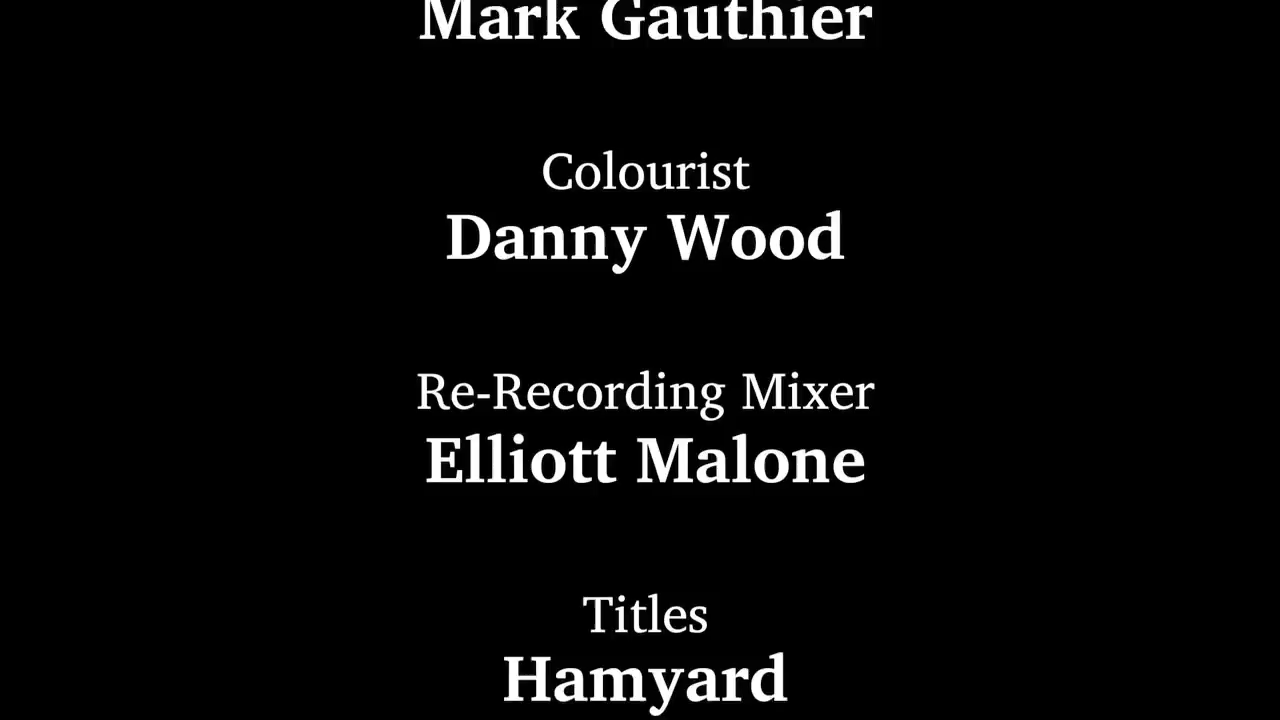 Mark Gauthier
Colourist
Danny Wood
Re-Recording Mixer
Elliott Malone
Titles
Hamyard